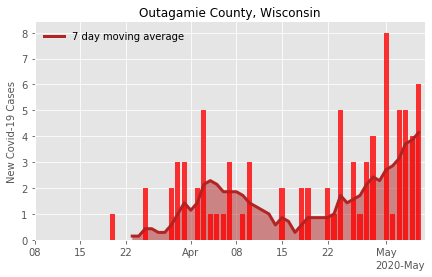 Outagamie County, Wisconsin
7 day moving average
New Covid-19 Cases
8
7
6
5
4
3
2
1
0
08 15 22 Apr 08 15 22 May
2020-May